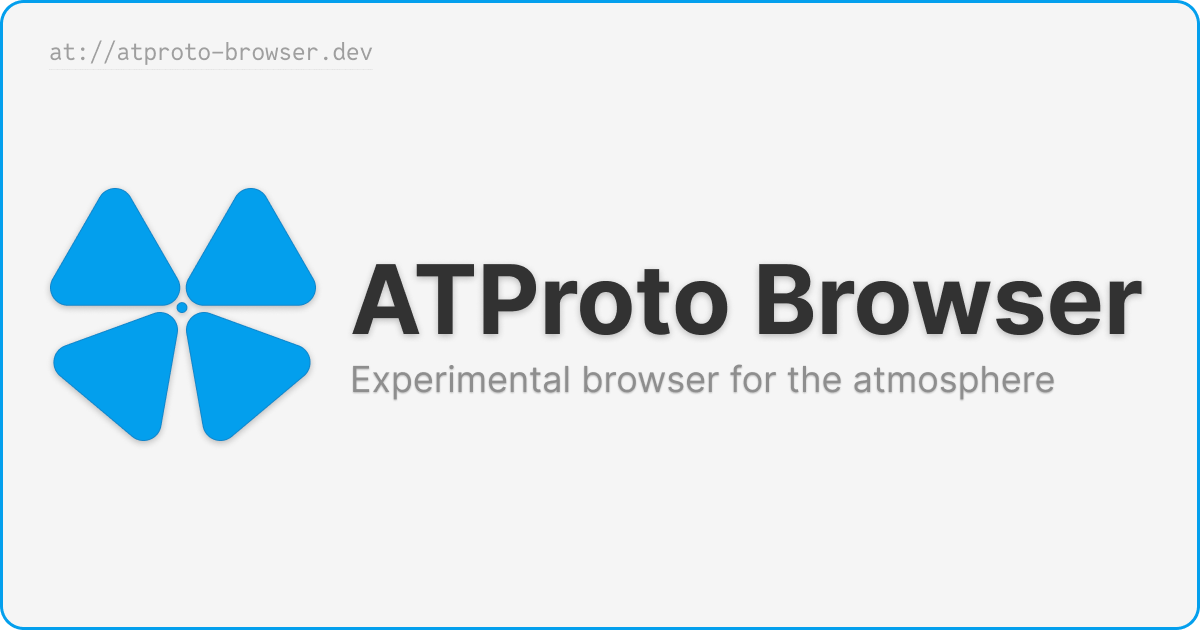 at://atproto-browser.dev
ATProto Browser
Experimental browser for the atmosphere